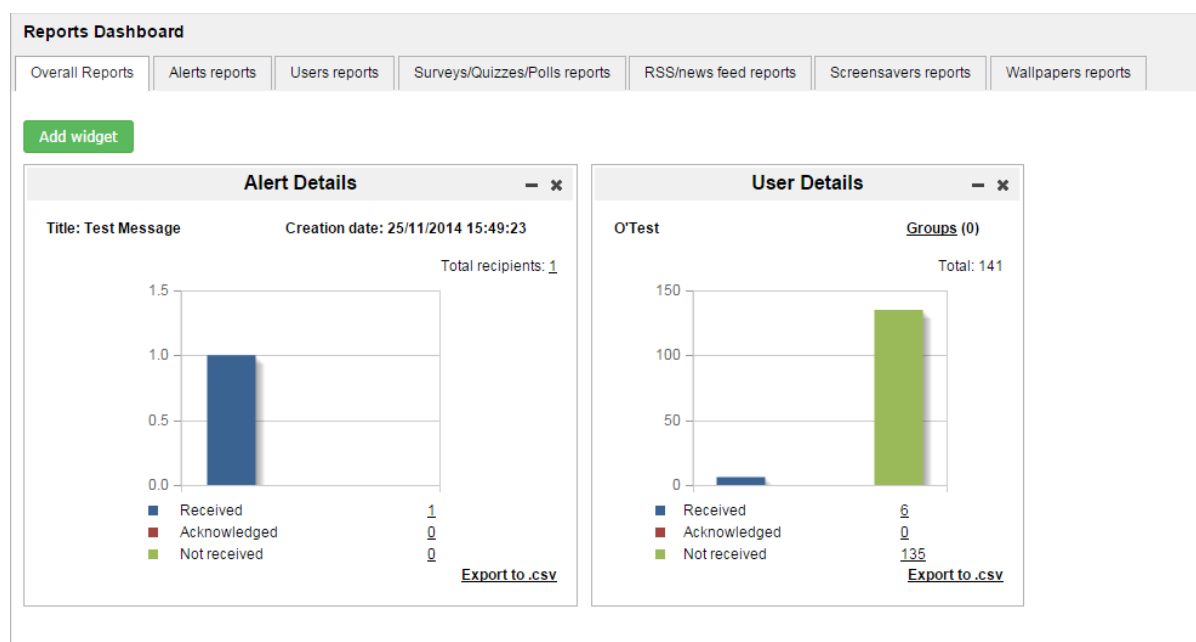 Reports Dashboard
Overall Reports Alerts reports Users reports Surveys/Quizzes/Polls reports RSS/news feed reports Screensavers reports Wallpapers reports
Add widget
Alert Details
Title: Test Message Creation date: 25/11/2014 15:49:23
Total recipients: 1
1.5
1.0
0.5
0.0
Received 1
Acknowledged 0
Not received 0
Export to .csv
User Details
O'Test Groups (0)
Total: 141
150
100
50
0
Received 6
Acknowledged 0
Not received 135
Export to .csv